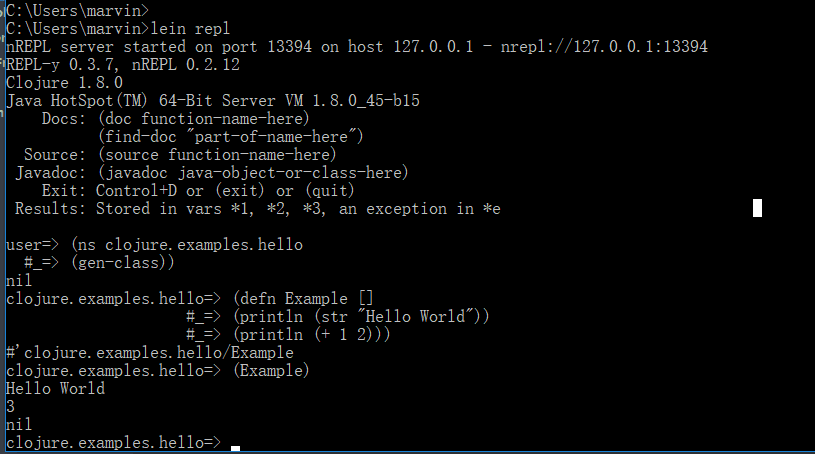 C:\Users\marvin>
C:\Users\marvin>lein repl
nREPL server started on port 13394 on host 127.0.0.1 - nrepl://127.0.0.1:13394
REPL-y 0.3.7, nREPL 0.2.12
Clojure 1.8.0
Java HotSpot(TM) 64-Bit Server VM 1.8.0_45-b15
    Docs: (doc function-name-here)
          (find-doc "part-of-name-here")
  Source: (source function-name-here)
 Javadoc: (javadoc java-object-or-class-here)
    Exit: Control+D or (exit) or (quit)
 Results: Stored in vars *1, *2, *3, an exception in *e
user=> (ns clojure.examples.hello
  #_=> (gen-class))
nil
clojure.examples.hello=> (defn Example []
                    #_=> (println (str "Hello World"))
                    #_=> (println (+ 1 2)))
#'clojure.examples.hello/Example
clojure.examples.hello=> (Example)
Hello World
3
nil
clojure.examples.hello=>